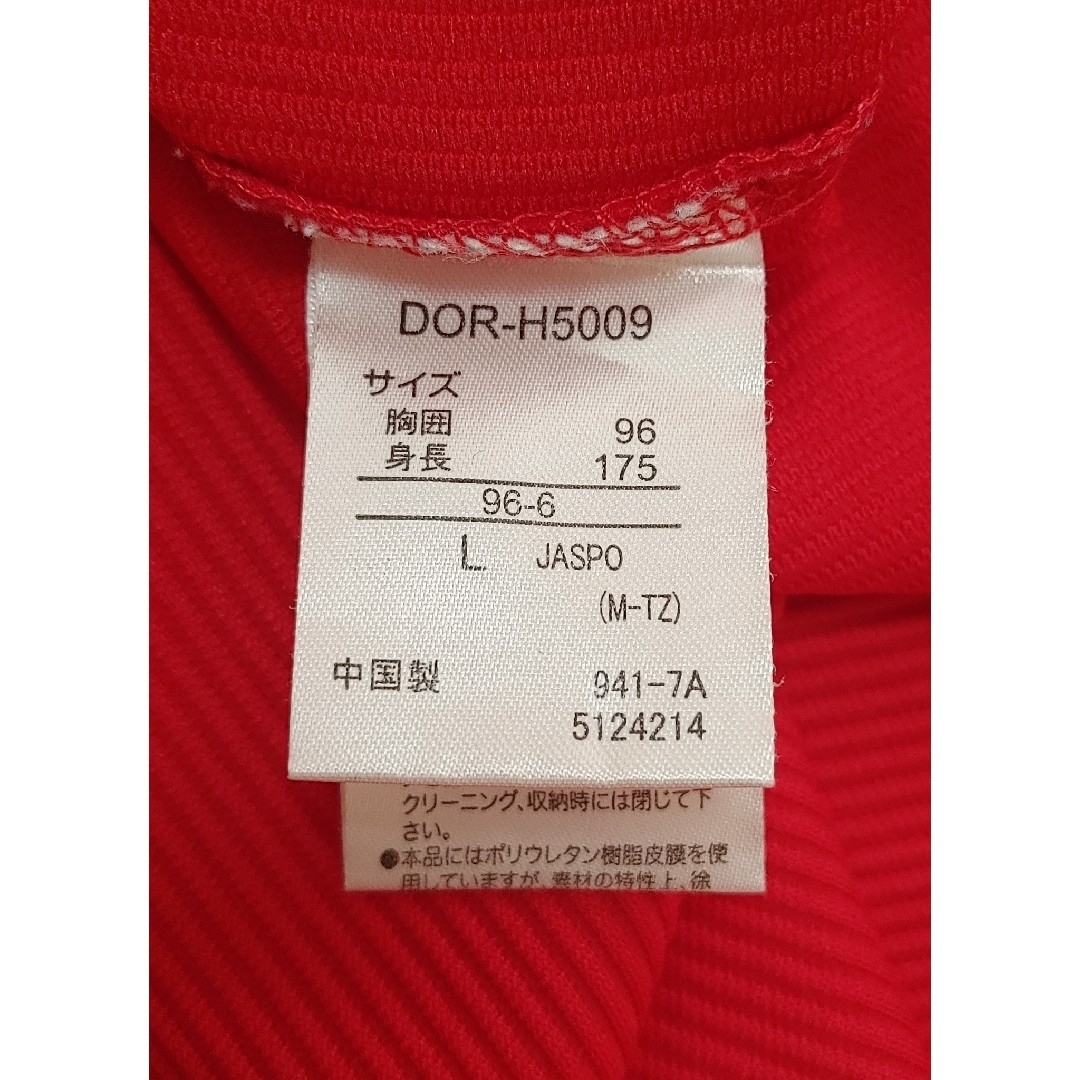 DOR-H5009
サイズ
胸囲 96
身長 175
96-6
L JASPO
(M-TZ)
中国製 941-7A
5124214
クリーニング、収納時には閉じて下
さい。
●本品にはポリウレタン樹脂皮膜を使
用していますが、素材の特性上、徐